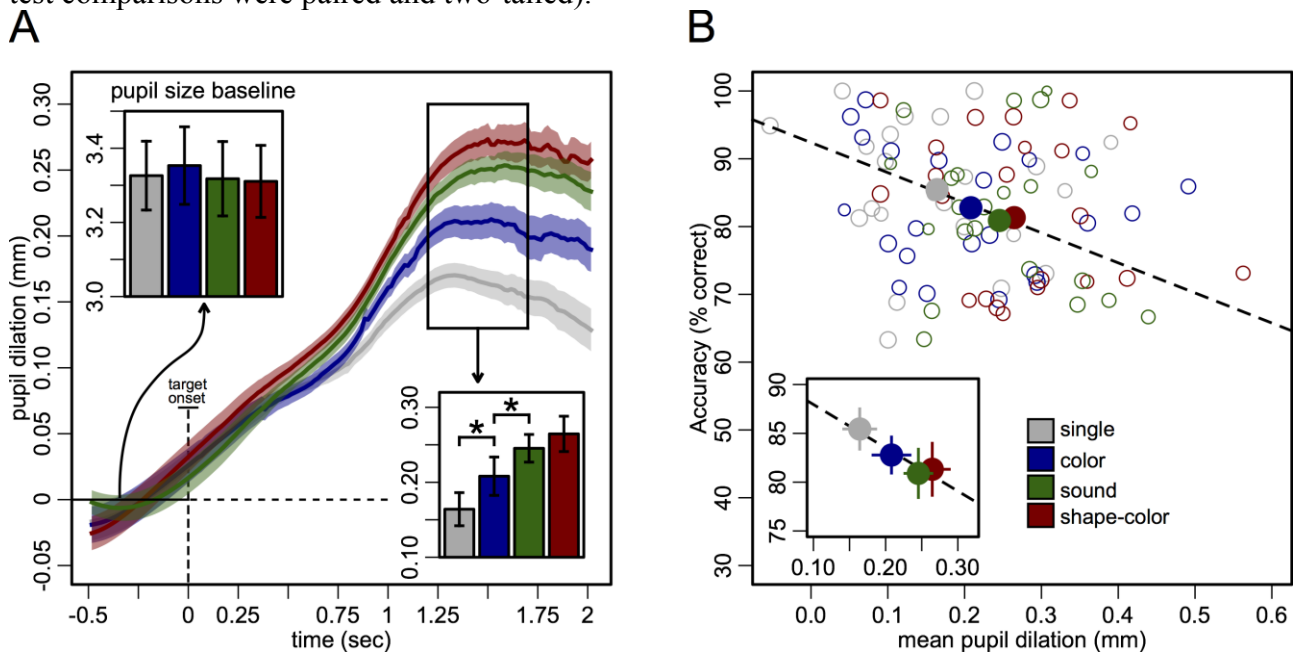 test comparisons were paired and two-tailed).
A
B
pupil size baseline
3.4
3.2
3.0
0.30
0.25
0.20
0.15
0.10
0.05
0
-0.05
pupil dilation (mm)
target
onset
* *
0.30
0.20
0.10
-0.5 0 0.25 0.5 0.75 1 1.25 1.5 1.75 2
time (sec)
100
90
80
70
60
50
40
30
Accuracy (% correct)
90
85
80
75
0.10 0.20 0.30
single
color
sound
shape-color
0.0 0.1 0.2 0.3 0.4 0.5 0.6
mean pupil dilation (mm)